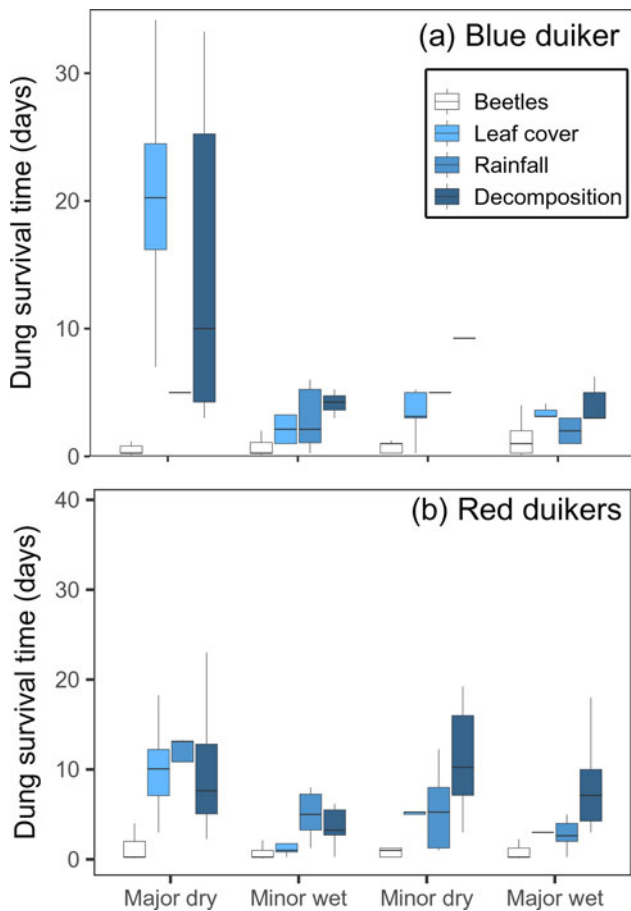 (a) Blue duiker
Beetles
Leaf cover
Rainfall
Decomposition
Dung survival time (days)
30
20
10
0
(b) Red duikers
Dung survival time (days)
40
30
20
10
0
Major dry Minor wet Minor dry Major wet